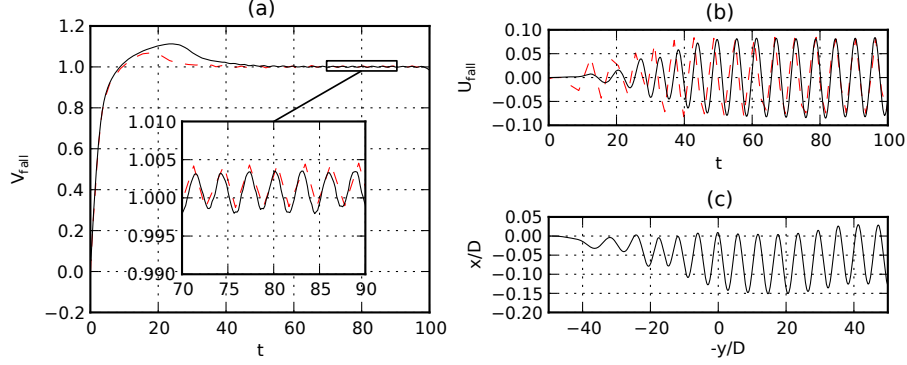 (a)
1.2
1.0
0.8
0.6
0.4
0.2
0.0
−0.2
V_fall
0 20 40 60 80 100
t
1.010
1.005
1.000
0.995
0.990
70 75 80 85 90
(b)
0.10
0.05
0.00
−0.05
−0.10
U_fall
0 20 40 60 80 100
t
(c)
0.05
0.00
−0.05
−0.10
−0.15
−0.20
x/D
−40 −20 0 20 40
-y/D